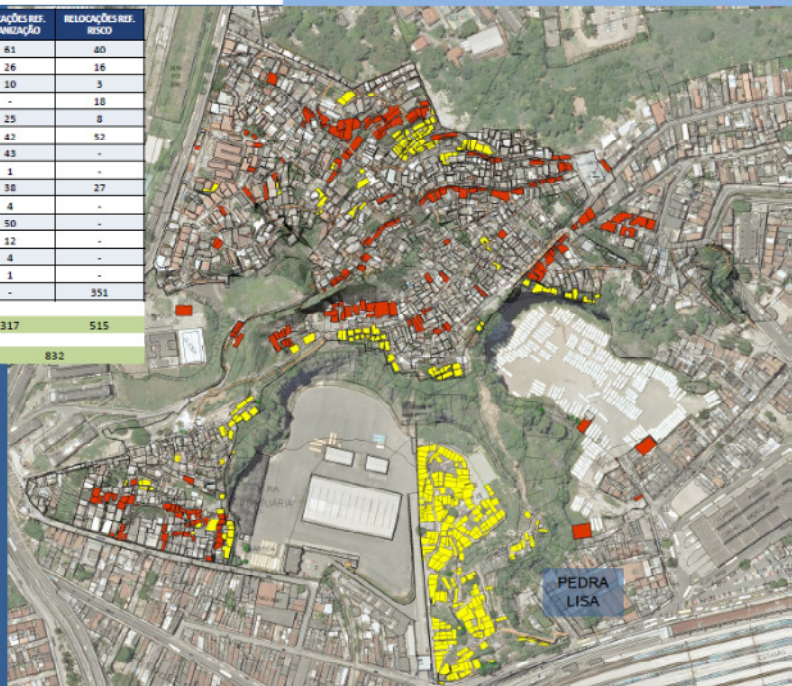 CAÇÕES REF.
ANIZAÇÃO
RELOCAÇÕES REF.
RISCO
61 40
26 16
10 3
- 18
25 8
42 52
43 -
1 -
38 27
4 -
50 -
12 -
4 -
1 -
- 351
317 515
832
PEDRA
LISA